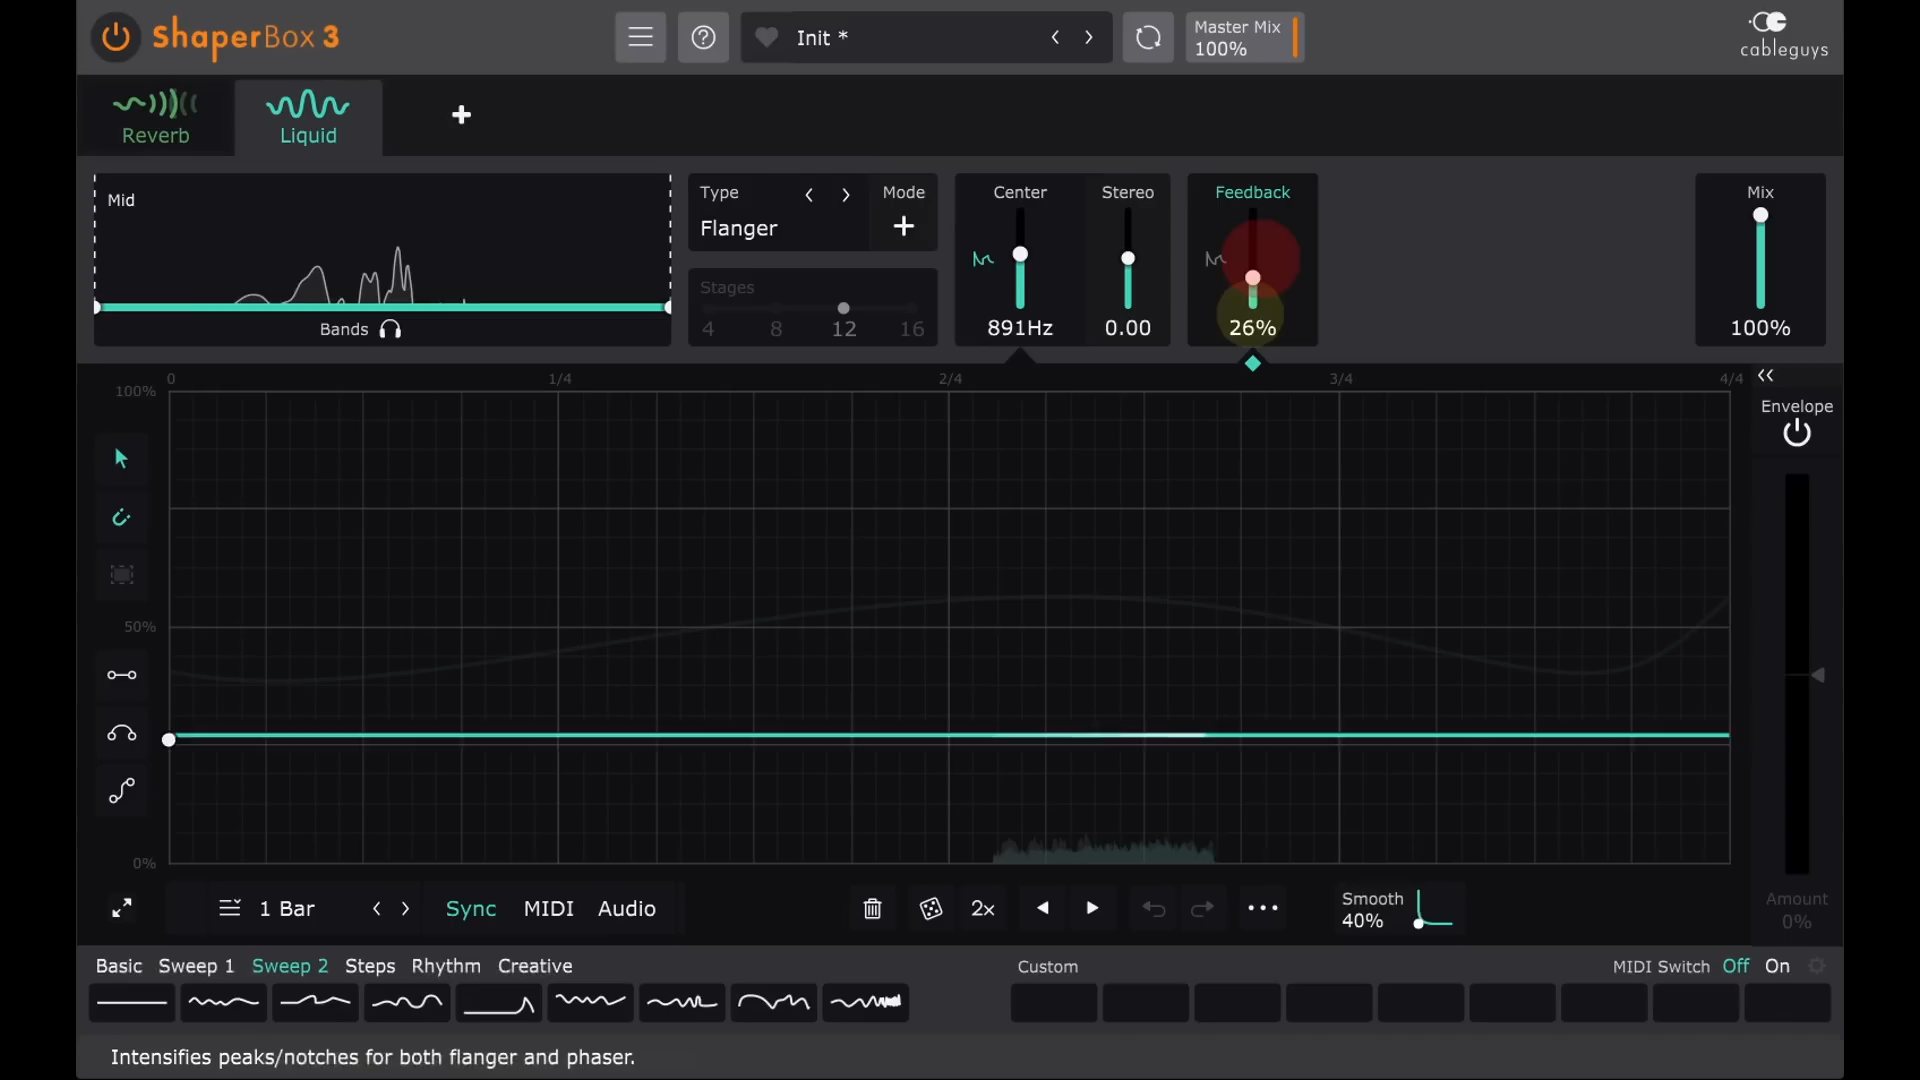 ShaperBox 3
Init *
Master Mix
100%
cableguys
Reverb
Liquid
Mid
Bands
Type
Mode
Flanger
Stages
4 8 12 16
Center
891Hz
Stereo
0.00
Feedback
26%
Mix
100%
0 1/4 2/4 3/4 4/4
100%
50%
0%
Envelope
Amount
0%
1 Bar
Sync MIDI Audio
2x
Smooth
40%
Basic Sweep 1 Sweep 2 Steps Rhythm Creative
Custom
MIDI Switch Off On
Intensifies peaks/notches for both flanger and phaser.